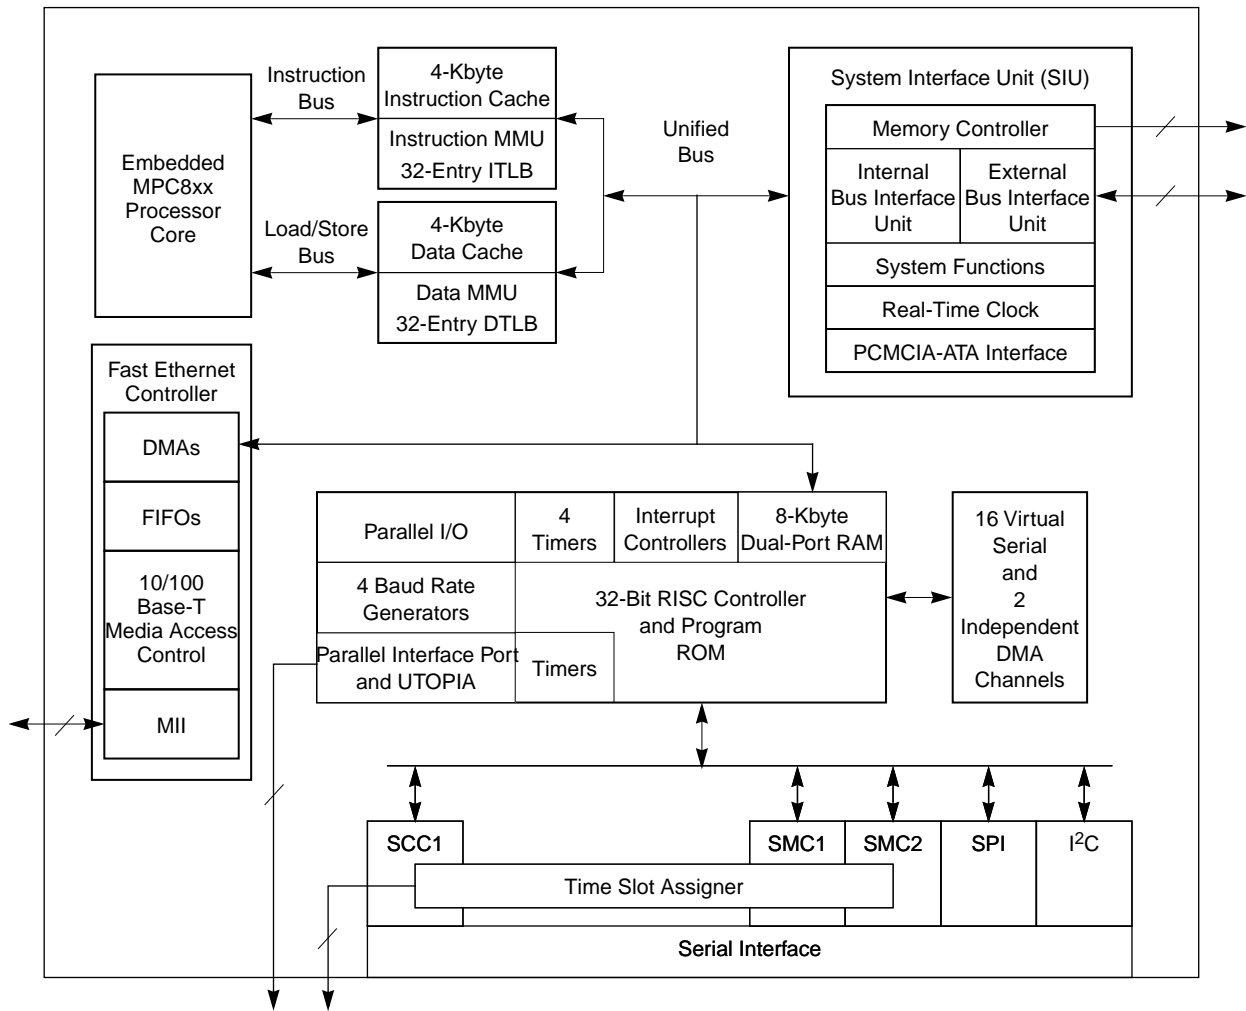 Instruction
Bus
4-Kbyte
Instruction Cache
Instruction MMU
32-Entry ITLB
Embedded
MPC8xx
Processor
Core
Load/Store
Bus
4-Kbyte
Data Cache
Data MMU
32-Entry DTLB
Unified
Bus
System Interface Unit (SIU)
Memory Controller
Internal
Bus Interface
Unit
External
Bus Interface
Unit
System Functions
Real-Time Clock
PCMCIA-ATA Interface
Fast Ethernet
Controller
DMAs
FIFOs
10/100
Base-T
Media Access
Control
MII
Parallel I/O
4
Timers
Interrupt
Controllers
8-Kbyte
Dual-Port RAM
4 Baud Rate
Generators
32-Bit RISC Controller
and Program
ROM
Parallel Interface Port
and UTOPIA
Timers
16 Virtual
Serial
and
2
Independent
DMA
Channels
SCC1
SMC1
SMC2
SPI
I²C
Time Slot Assigner
Serial Interface